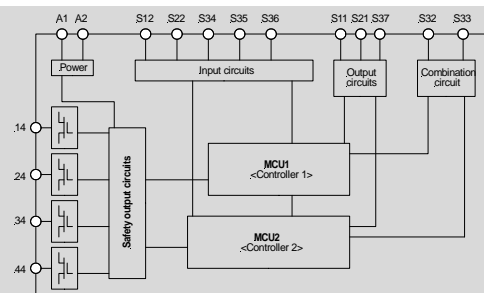 A1 A2 S12 S22 S34 S35 S36 S11 S21 S37 S32 S33
Power
Input circuits
Output
circuits
Combination
circuit
14
24
34
44
Safety output circuits
MCU1
<Controller 1>
MCU2
<Controller 2>